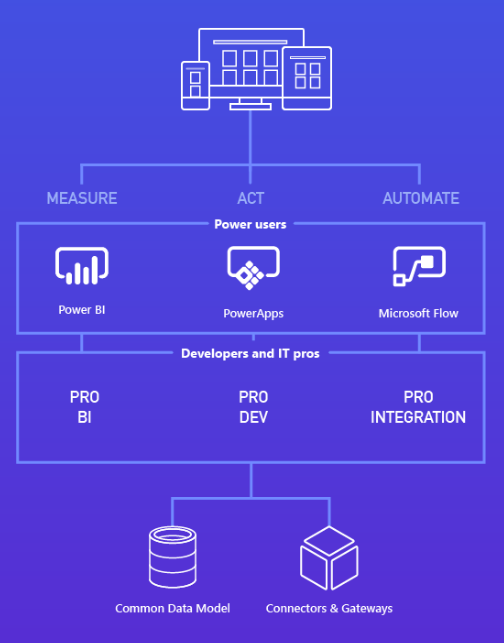 MEASURE
ACT
AUTOMATE
Power users
Power BI
PowerApps
Microsoft Flow
Developers and IT pros
PRO
BI
PRO
DEV
PRO
INTEGRATION
Common Data Model
Connectors & Gateways